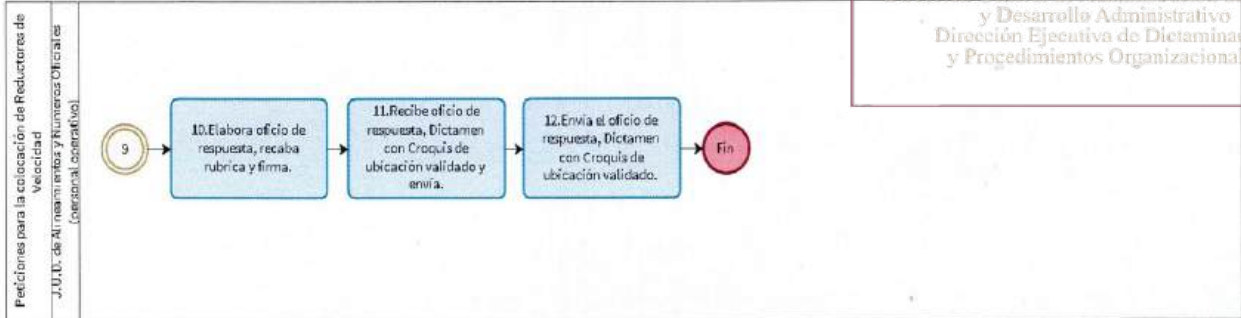 y Desarrollo Administrativo
Dirección Ejecutiva de Dictamina
y Procedimientos Organizacional
Peticiones para la colocación de Reductores de
Velocidad
J.U.D. de Alineamientos y Números Oficiales
(personal operativo)
9
10.Elabora oficio de
respuesta, recaba
rubrica y firma.
11.Recibe oficio de
respuesta, Dictamen
con Croquis de
ubicación validado y
envía.
12.Envía el oficio de
respuesta, Dictamen
con Croquis de
ubicación validado.
Fin